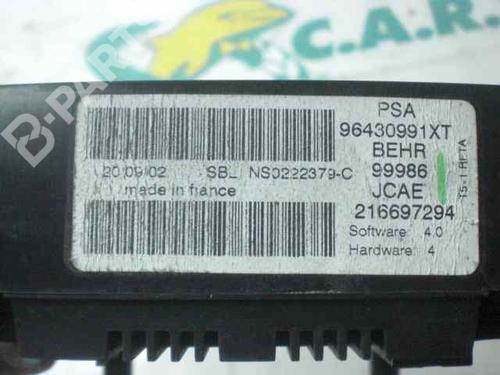 C.A.R.
B-PART
PSA
96430991XT
BEHR
99986
JCAE
216697294
Software 4.0
Hardware 4
20/09/02 SBL NS0222379-C
made in france